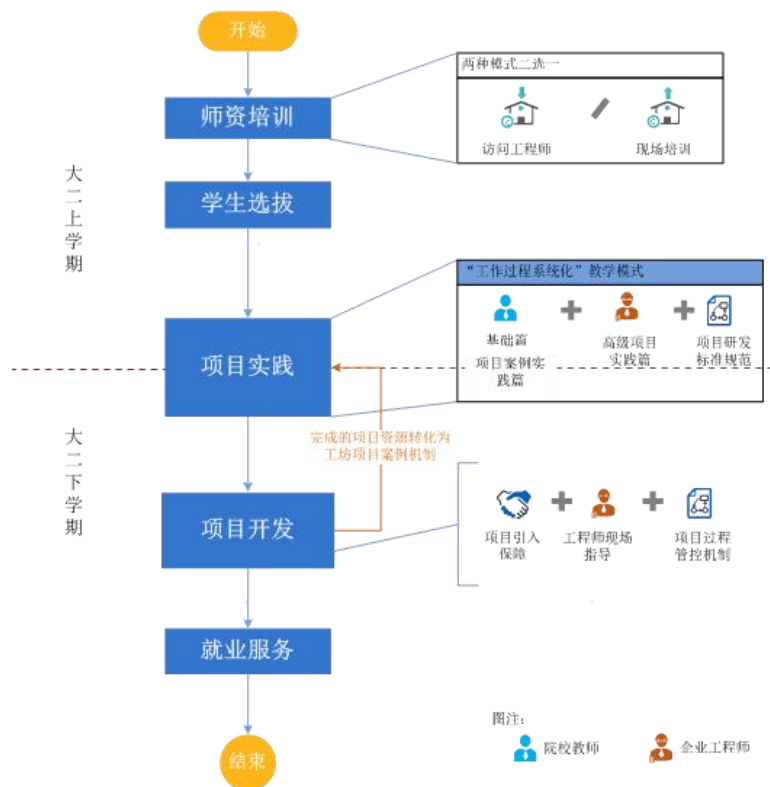 开始
师资培训
两种模式二选一
访问工程师
现场培训
大二上学期
学生选拔
“工作过程系统化”教学模式
项目实践
基础篇
项目案例实
践篇
高级项目
实践篇
项目研发
标准规范
完成的项目资源转化为
工坊项目案例机制
大二下学期
项目开发
项目引入
保障
工程师现场
指导
项目过程
管控机制
就业服务
结束
图注:
院校教师
企业工程师